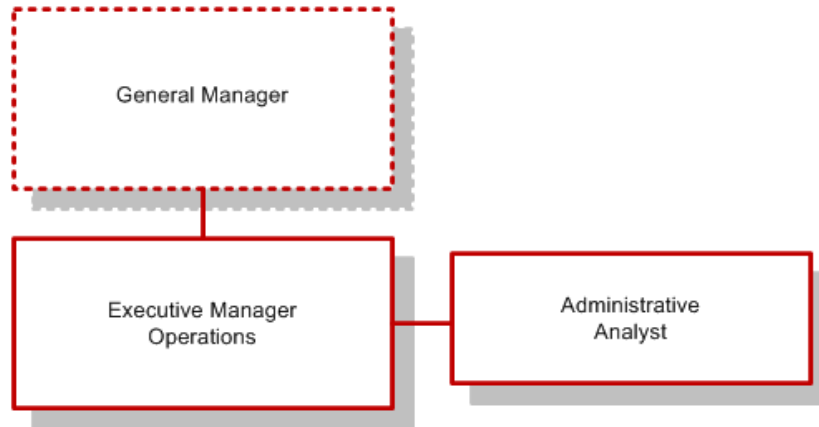 General Manager
Executive Manager
Operations
Administrative
Analyst